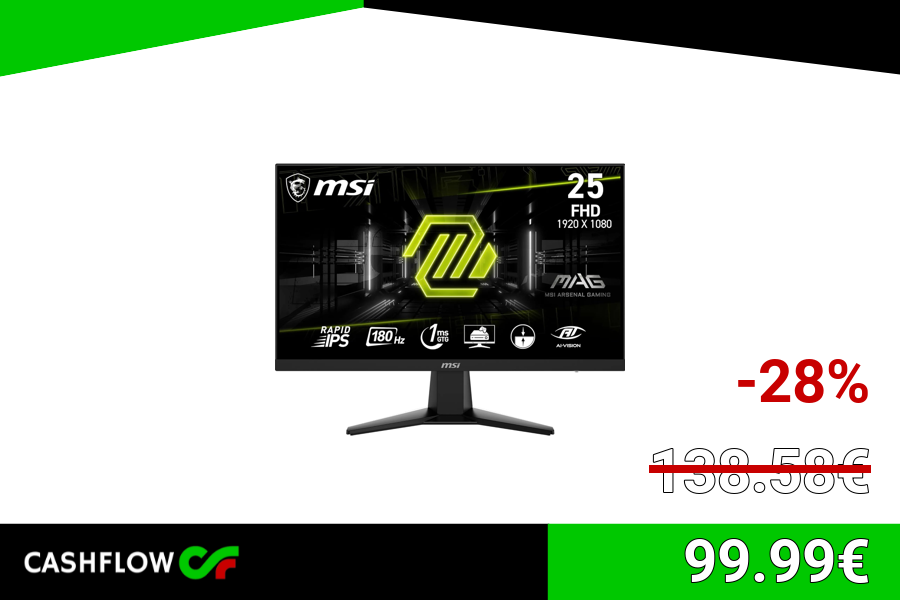 msi
25
FHD
1920 X 1080
MAG
MSI ARSENAL GAMING
RAPID
IPS
180Hz
1ms
GTG
AI
AI-VISION
msi
-28%
138.58€
CASHFLOW
99.99€